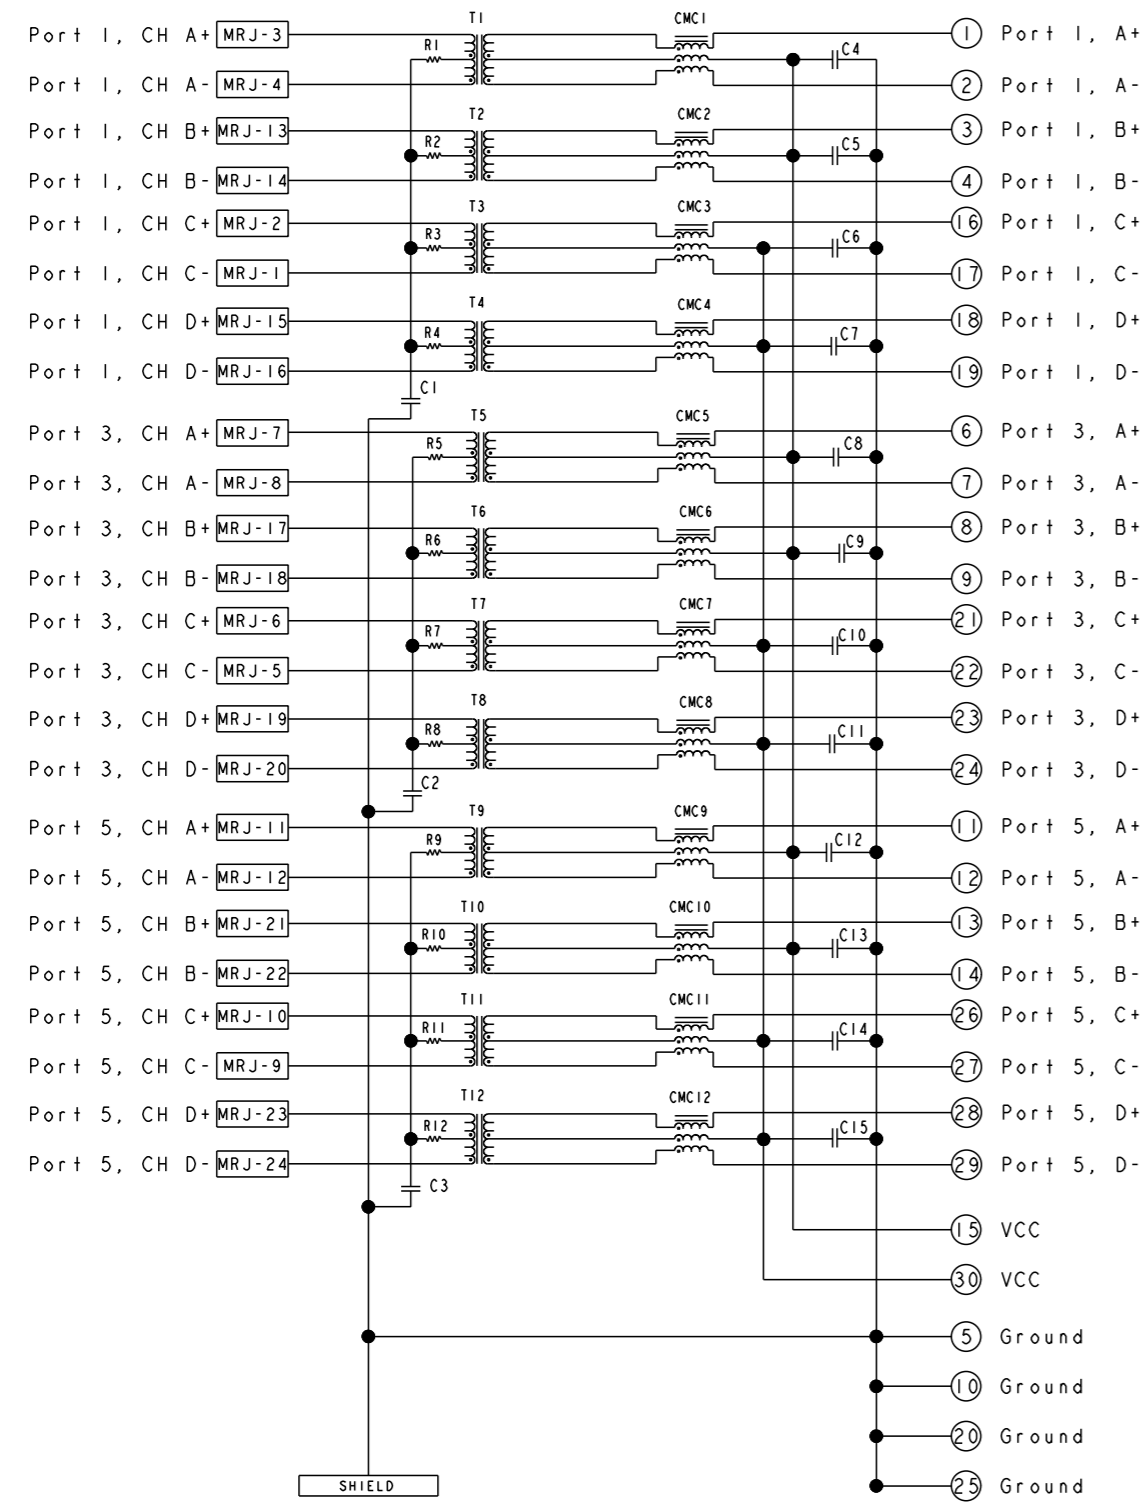 T1 CMC1
Port 1, CH A+ MRJ-3 1 Port 1, A+
R1 C4
Port 1, CH A- MRJ-4 2 Port 1, A-
T2 CMC2
Port 1, CH B+ MRJ-13 3 Port 1, B+
R2 C5
Port 1, CH B- MRJ-14 4 Port 1, B-
T3 CMC3
Port 1, CH C+ MRJ-2 16 Port 1, C+
R3 C6
Port 1, CH C- MRJ-1 17 Port 1, C-
T4 CMC4
Port 1, CH D+ MRJ-15 18 Port 1, D+
R4 C7
Port 1, CH D- MRJ-16 19 Port 1, D-
C1
T5 CMC5
Port 3, CH A+ MRJ-7 6 Port 3, A+
R5 C8
Port 3, CH A- MRJ-8 7 Port 3, A-
T6 CMC6
Port 3, CH B+ MRJ-17 8 Port 3, B+
R6 C9
Port 3, CH B- MRJ-18 9 Port 3, B-
T7 CMC7
Port 3, CH C+ MRJ-6 21 Port 3, C+
R7 C10
Port 3, CH C- MRJ-5 22 Port 3, C-
T8 CMC8
Port 3, CH D+ MRJ-19 23 Port 3, D+
R8 C11
Port 3, CH D- MRJ-20 24 Port 3, D-
C2
T9 CMC9
Port 5, CH A+ MRJ-11 11 Port 5, A+
R9 C12
Port 5, CH A- MRJ-12 12 Port 5, A-
T10 CMC10
Port 5, CH B+ MRJ-21 13 Port 5, B+
R10 C13
Port 5, CH B- MRJ-22 14 Port 5, B-
T11 CMC11
Port 5, CH C+ MRJ-10 26 Port 5, C+
R11 C14
Port 5, CH C- MRJ-9 27 Port 5, C-
T12 CMC12
Port 5, CH D+ MRJ-23 28 Port 5, D+
R12 C15
Port 5, CH D- MRJ-24 29 Port 5, D-
C3
15 VCC
30 VCC
5 Ground
10 Ground
20 Ground
25 Ground
SHIELD